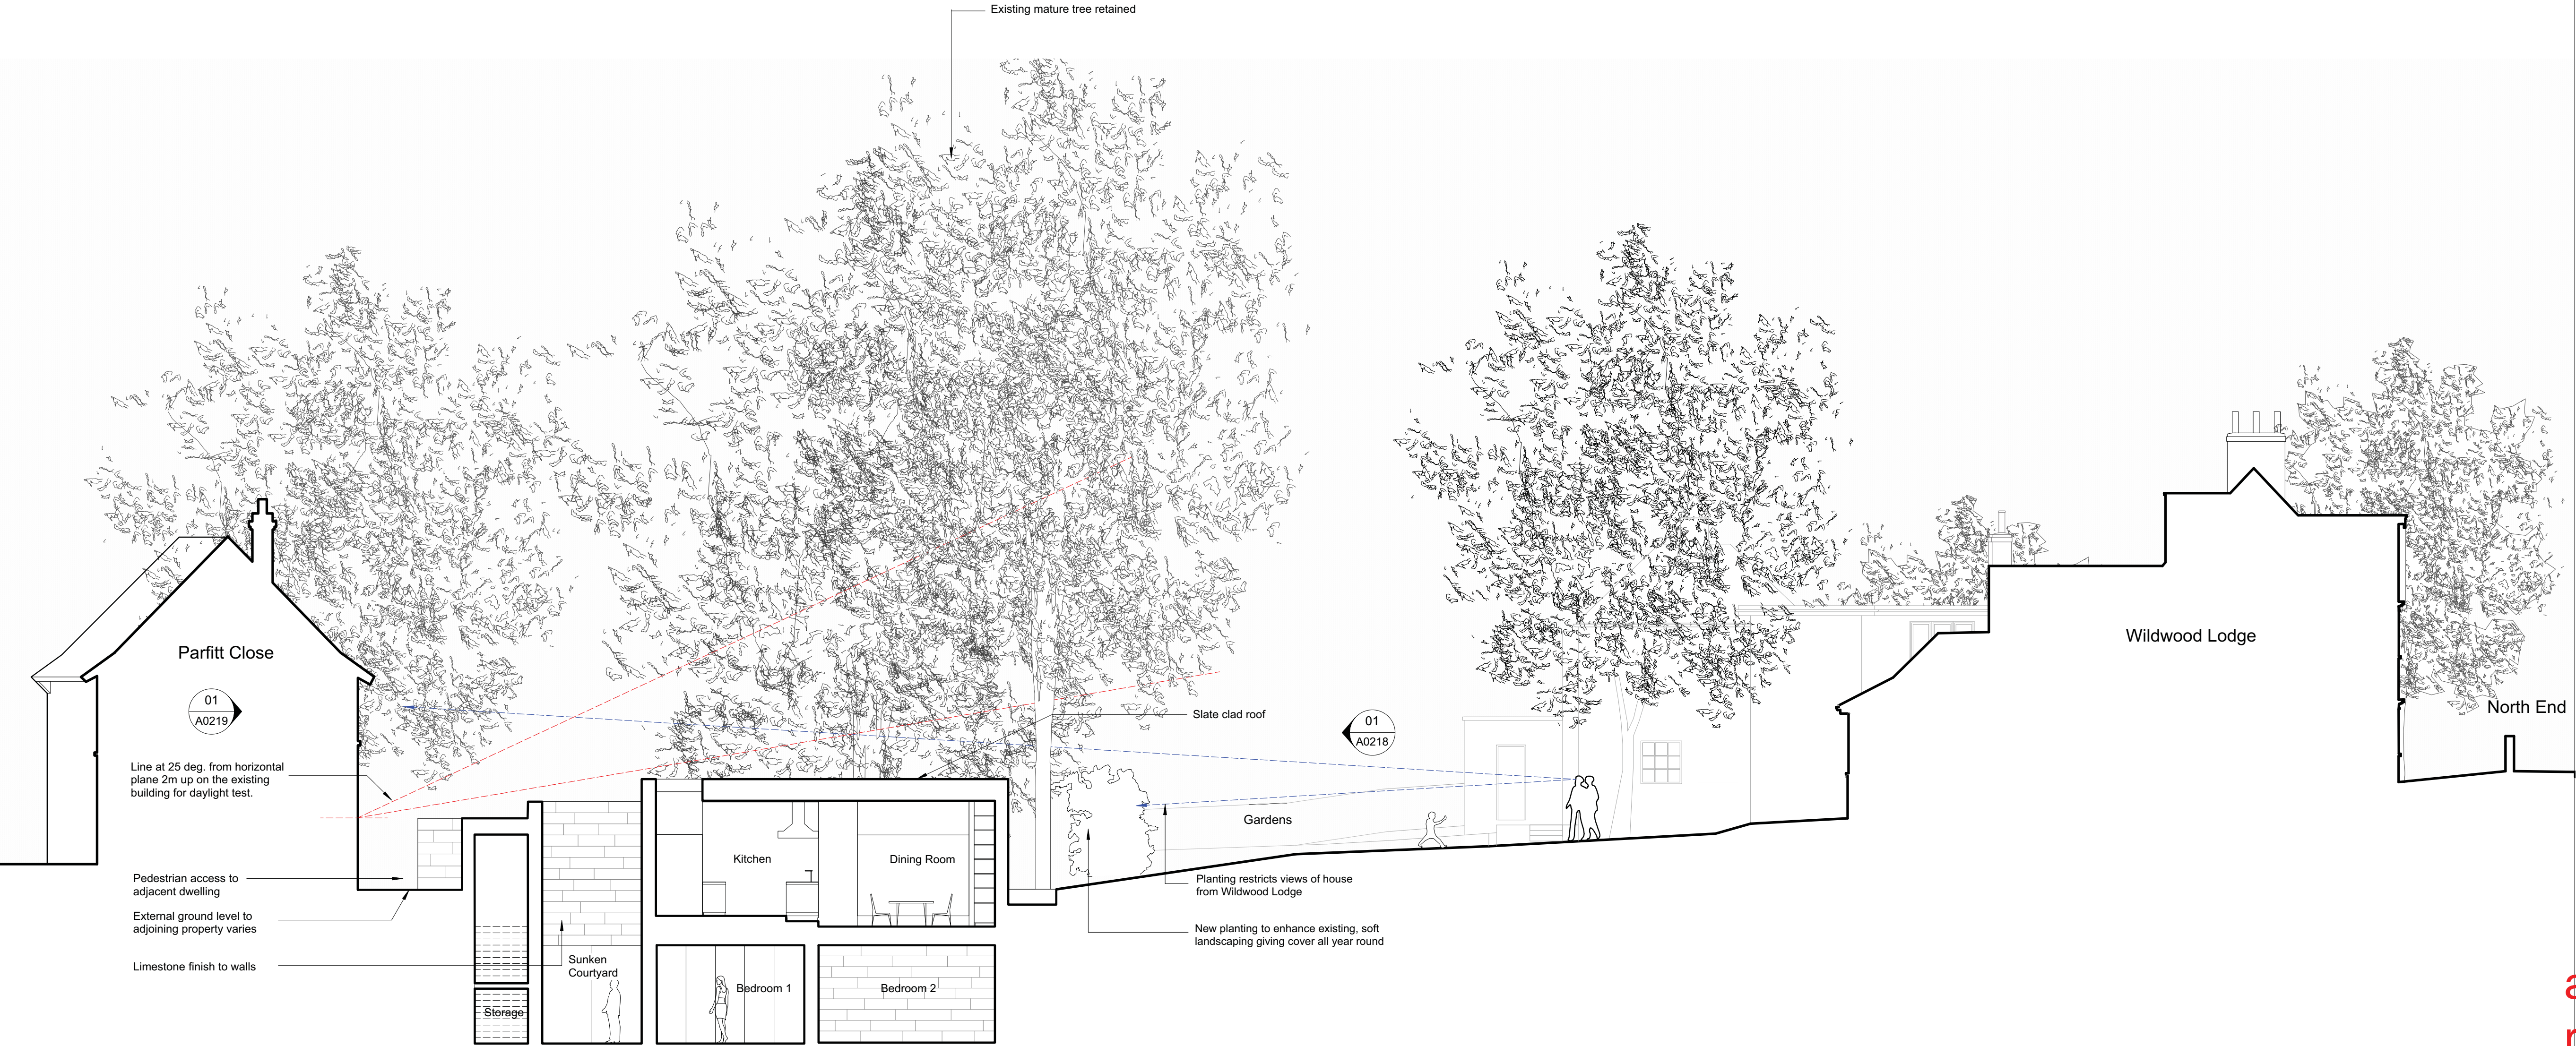 Existing mature tree retained
Parfitt Close
01
A0219
Line at 25 deg. from horizontal
plane 2m up on the existing
building for daylight test.
Pedestrian access to
adjacent dwelling
External ground level to
adjoining property varies
Limestone finish to walls
Storage
Sunken
Courtyard
Kitchen
Dining Room
Bedroom 1
Bedroom 2
Slate clad roof
01
A0218
Gardens
Planting restricts views of house
from Wildwood Lodge
New planting to enhance existing, soft
landscaping giving cover all year round
Wildwood Lodge
North End